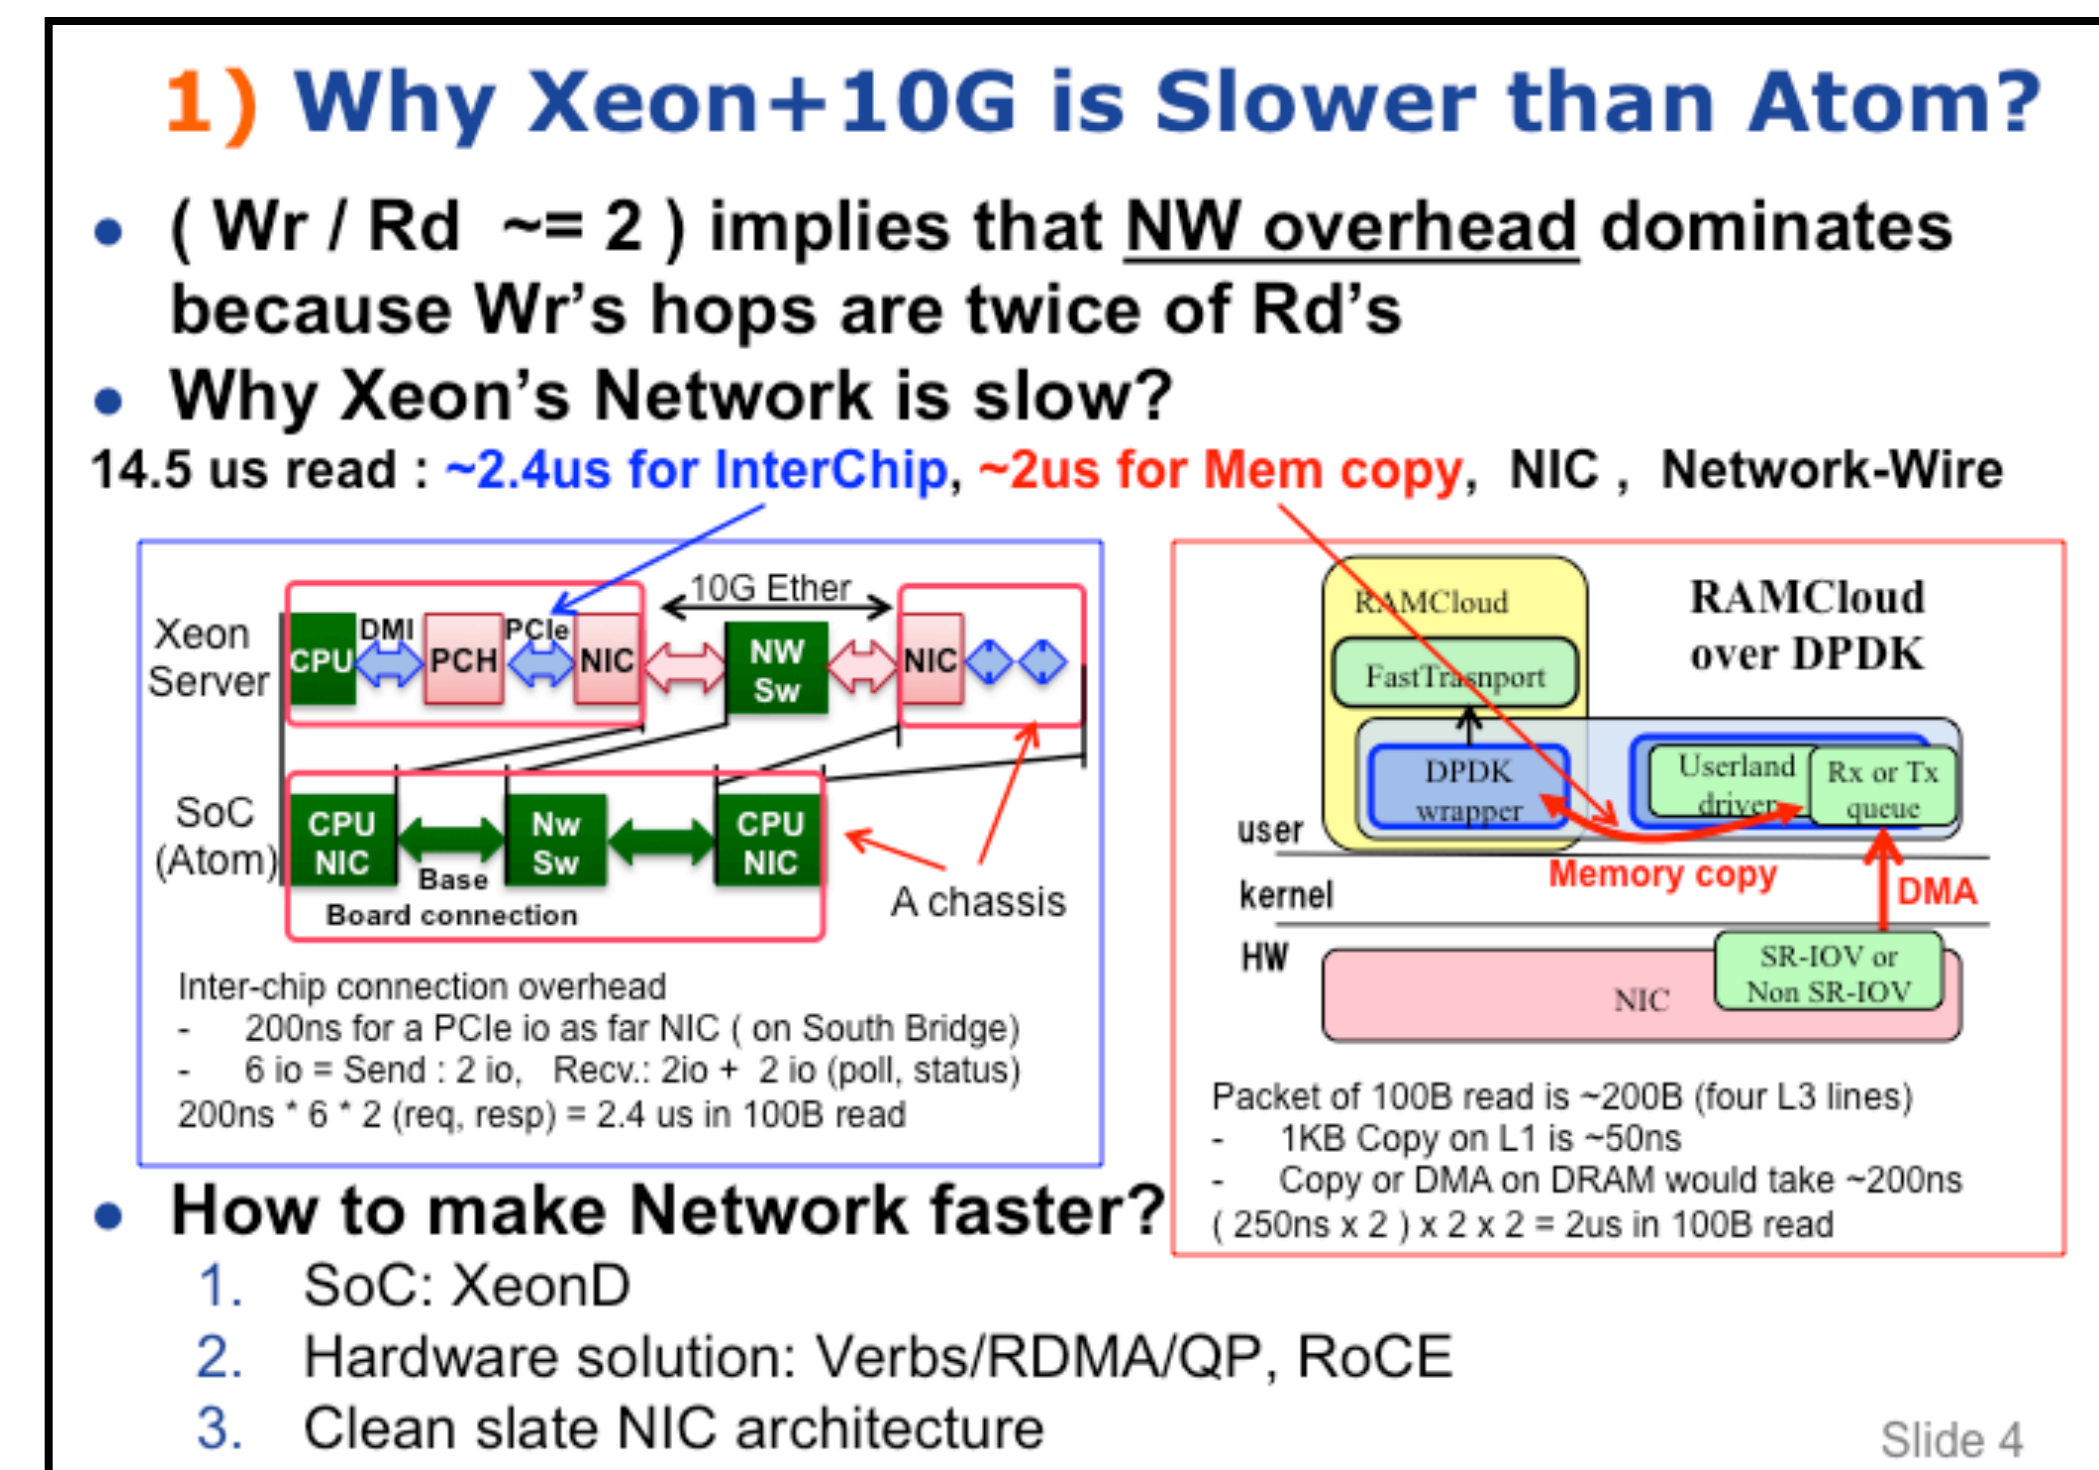 1) Why Xeon+10G is Slower than Atom?
• ( Wr / Rd ~= 2 ) implies that NW overhead dominates
because Wr's hops are twice of Rd's
• Why Xeon's Network is slow?
14.5 us read : ~2.4us for InterChip, ~2us for Mem copy, NIC , Network-Wire
Xeon
Server
CPU
DMI
PCH
PCIe
NIC
10G Ether
NW
Sw
NIC
SoC
(Atom)
CPU
NIC
Base
Board connection
Nw
Sw
CPU
NIC
A chassis
Inter-chip connection overhead
- 200ns for a PCIe io as far NIC ( on South Bridge)
- 6 io = Send : 2 io, Recv.: 2io + 2 io (poll, status)
200ns * 6 * 2 (req, resp) = 2.4 us in 100B read
RAMCloud
FastTrasnport
RAMCloud
over DPDK
DPDK
wrapper
Userland
driver
Rx or Tx
queue
user
Memory copy
kernel
DMA
HW
SR-IOV or
Non SR-IOV
NIC
Packet of 100B read is ~200B (four L3 lines)
- 1KB Copy on L1 is ~50ns
- Copy or DMA on DRAM would take ~200ns
( 250ns x 2 ) x 2 x 2 = 2us in 100B read
• How to make Network faster?
1. SoC: XeonD
2. Hardware solution: Verbs/RDMA/QP, RoCE
3. Clean slate NIC architecture
Slide 4